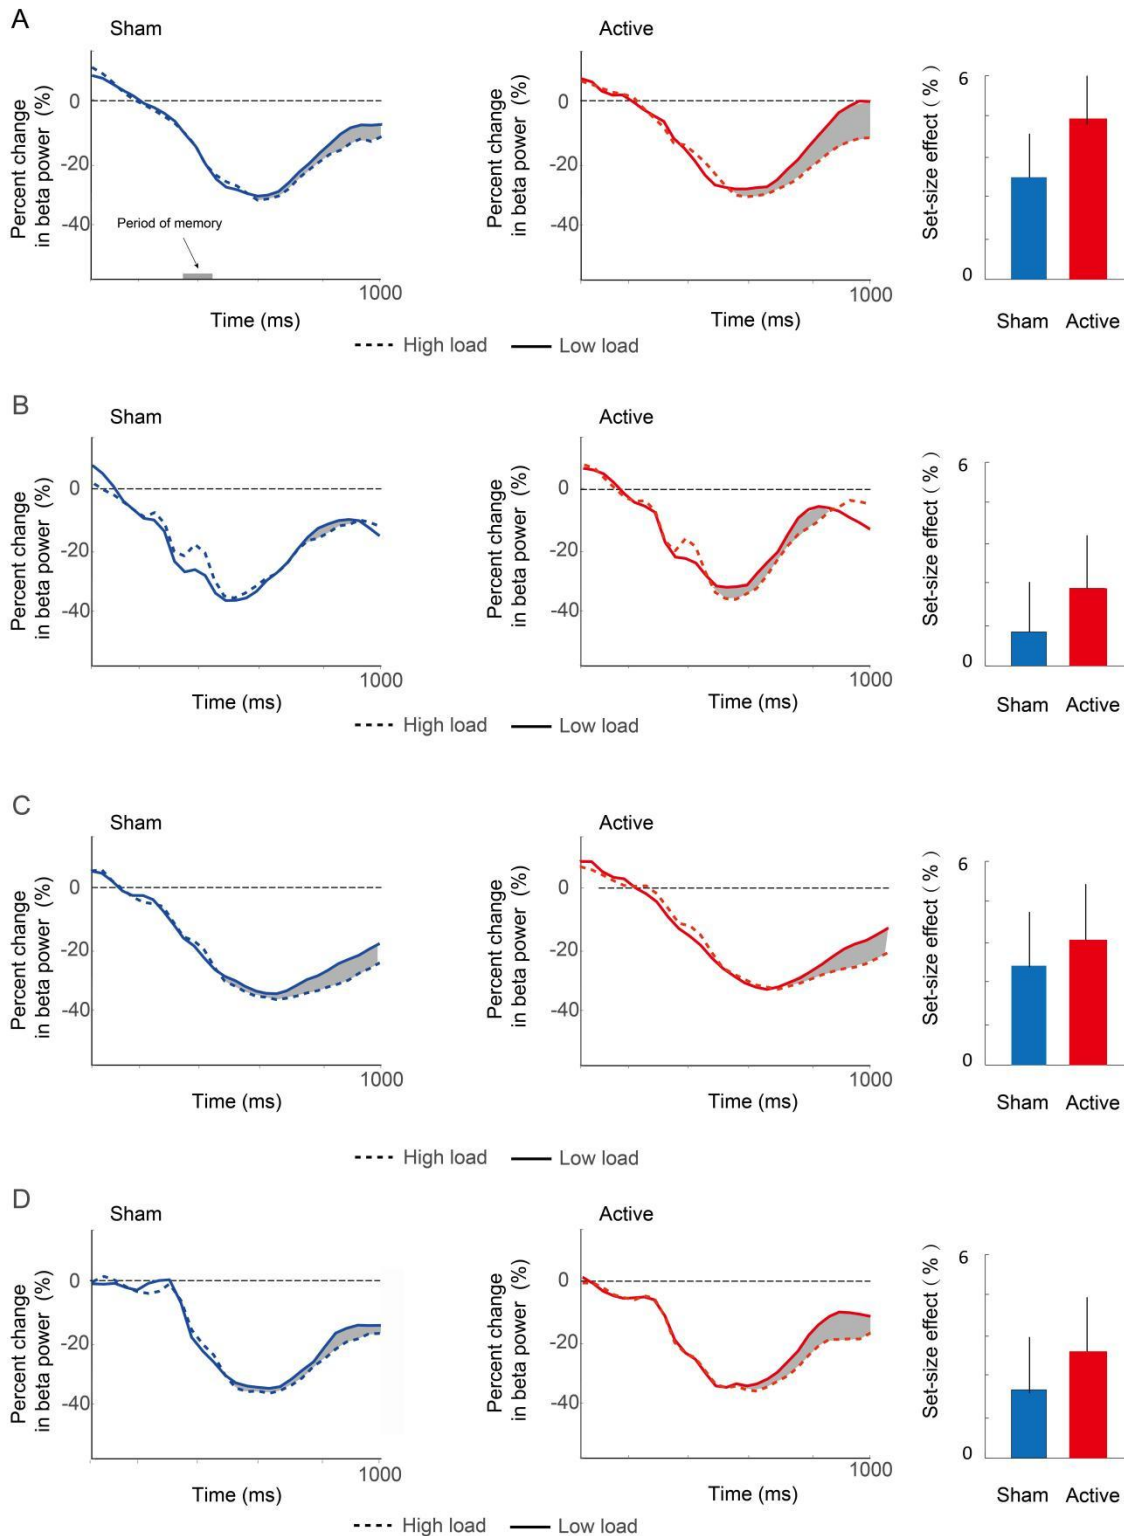 A
Sham
Active
Percent change
in beta power (%)
0
-20
-40
Period of memory
1000
Time (ms)
Percent change
in beta power (%)
0
-20
-40
1000
Time (ms)
Set-size effect ( % )
6
0
Sham Active
High load Low load
B
Sham
Active
Percent change
in beta power (%)
0
-20
-40
1000
Time (ms)
Percent change
in beta power (%)
0
-20
-40
1000
Time (ms)
Set-size effect ( % )
6
0
Sham Active
High load Low load
C
Sham
Active
Percent change
in beta power (%)
0
-20
-40
1000
Time (ms)
Percent change
in beta power (%)
0
-20
-40
1000
Time (ms)
Set-size effect ( % )
6
0
Sham Active
High load Low load
D
Sham
Active
Percent change
in beta power (%)
0
-20
-40
1000
Time (ms)
Percent change
in beta power (%)
0
-20
-40
1000
Time (ms)
Set-size effect ( % )
6
0
Sham Active
High load Low load